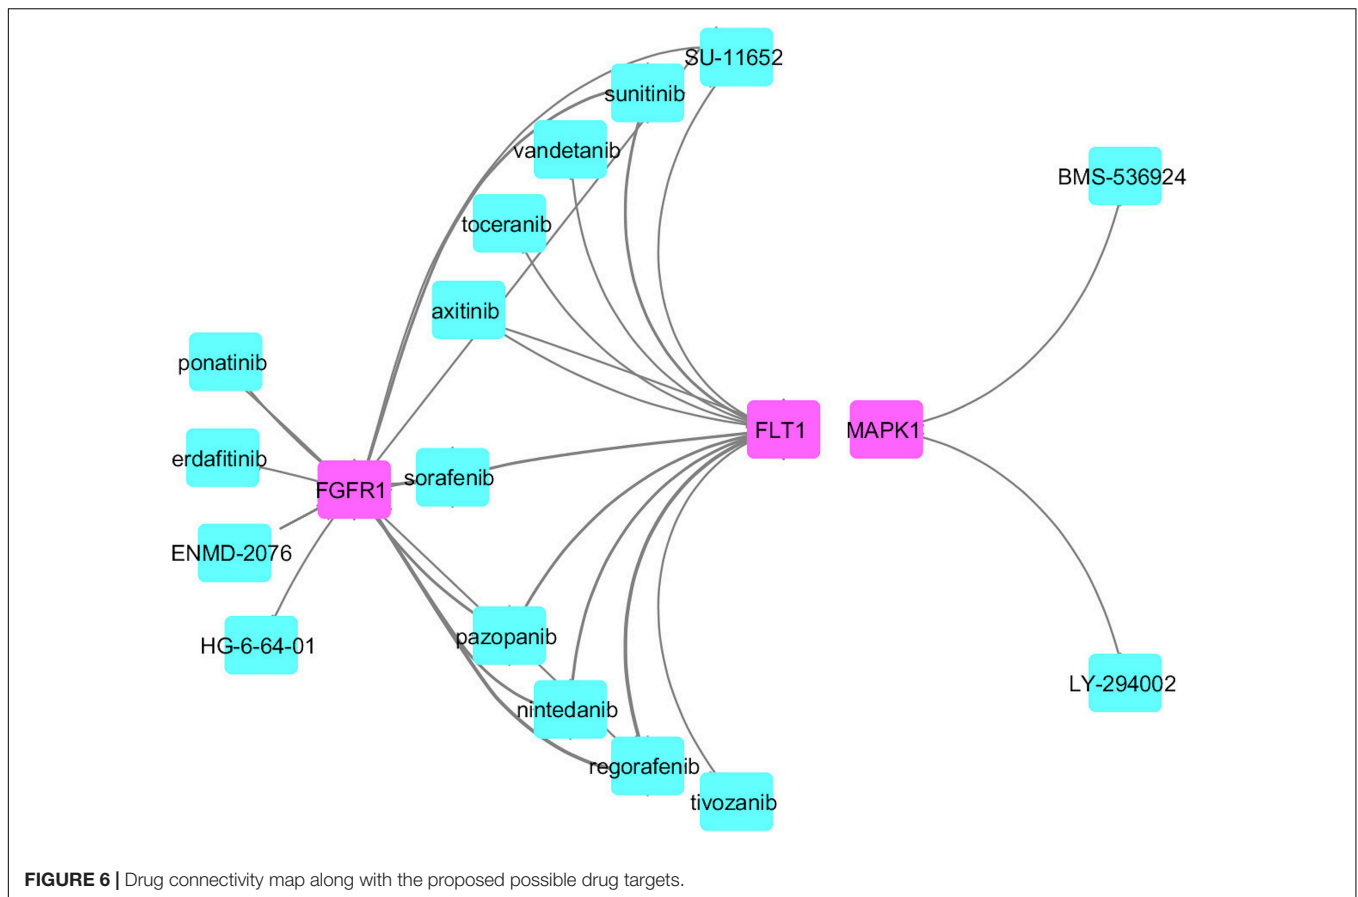 SU-11652
sunitinib
vandetanib
BMS-536924
toceranib
axitinib
ponatinib
FLT1
MAPK1
erdafitinib
sorafenib
FGFR1
ENMD-2076
pazopanib
HG-6-64-01
LY-294002
nintedanib
regorafenib
tivozanib
FIGURE 6 | Drug connectivity map along with the proposed possible drug targets.